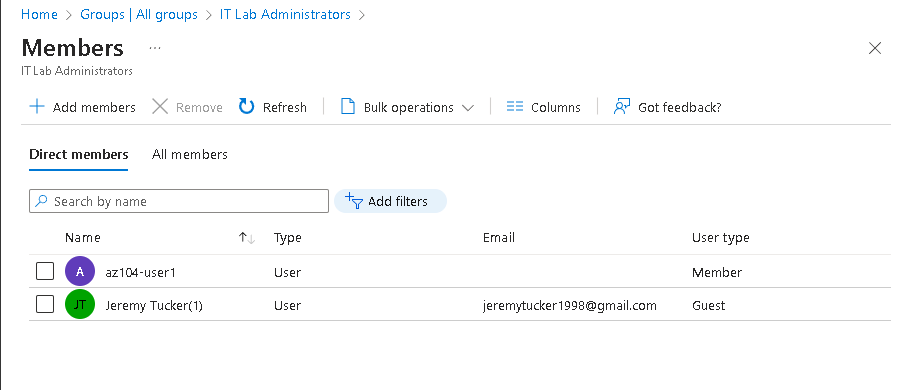 Home > Groups | All groups > IT Lab Administrators >
Members ...
IT Lab Administrators
Add members Remove Refresh Bulk operations Columns Got feedback?
Direct members All members
Search by name Add filters
Name Type Email User type
A az104-user1 User Member
JT Jeremy Tucker(1) User jeremytucker1998@gmail.com Guest